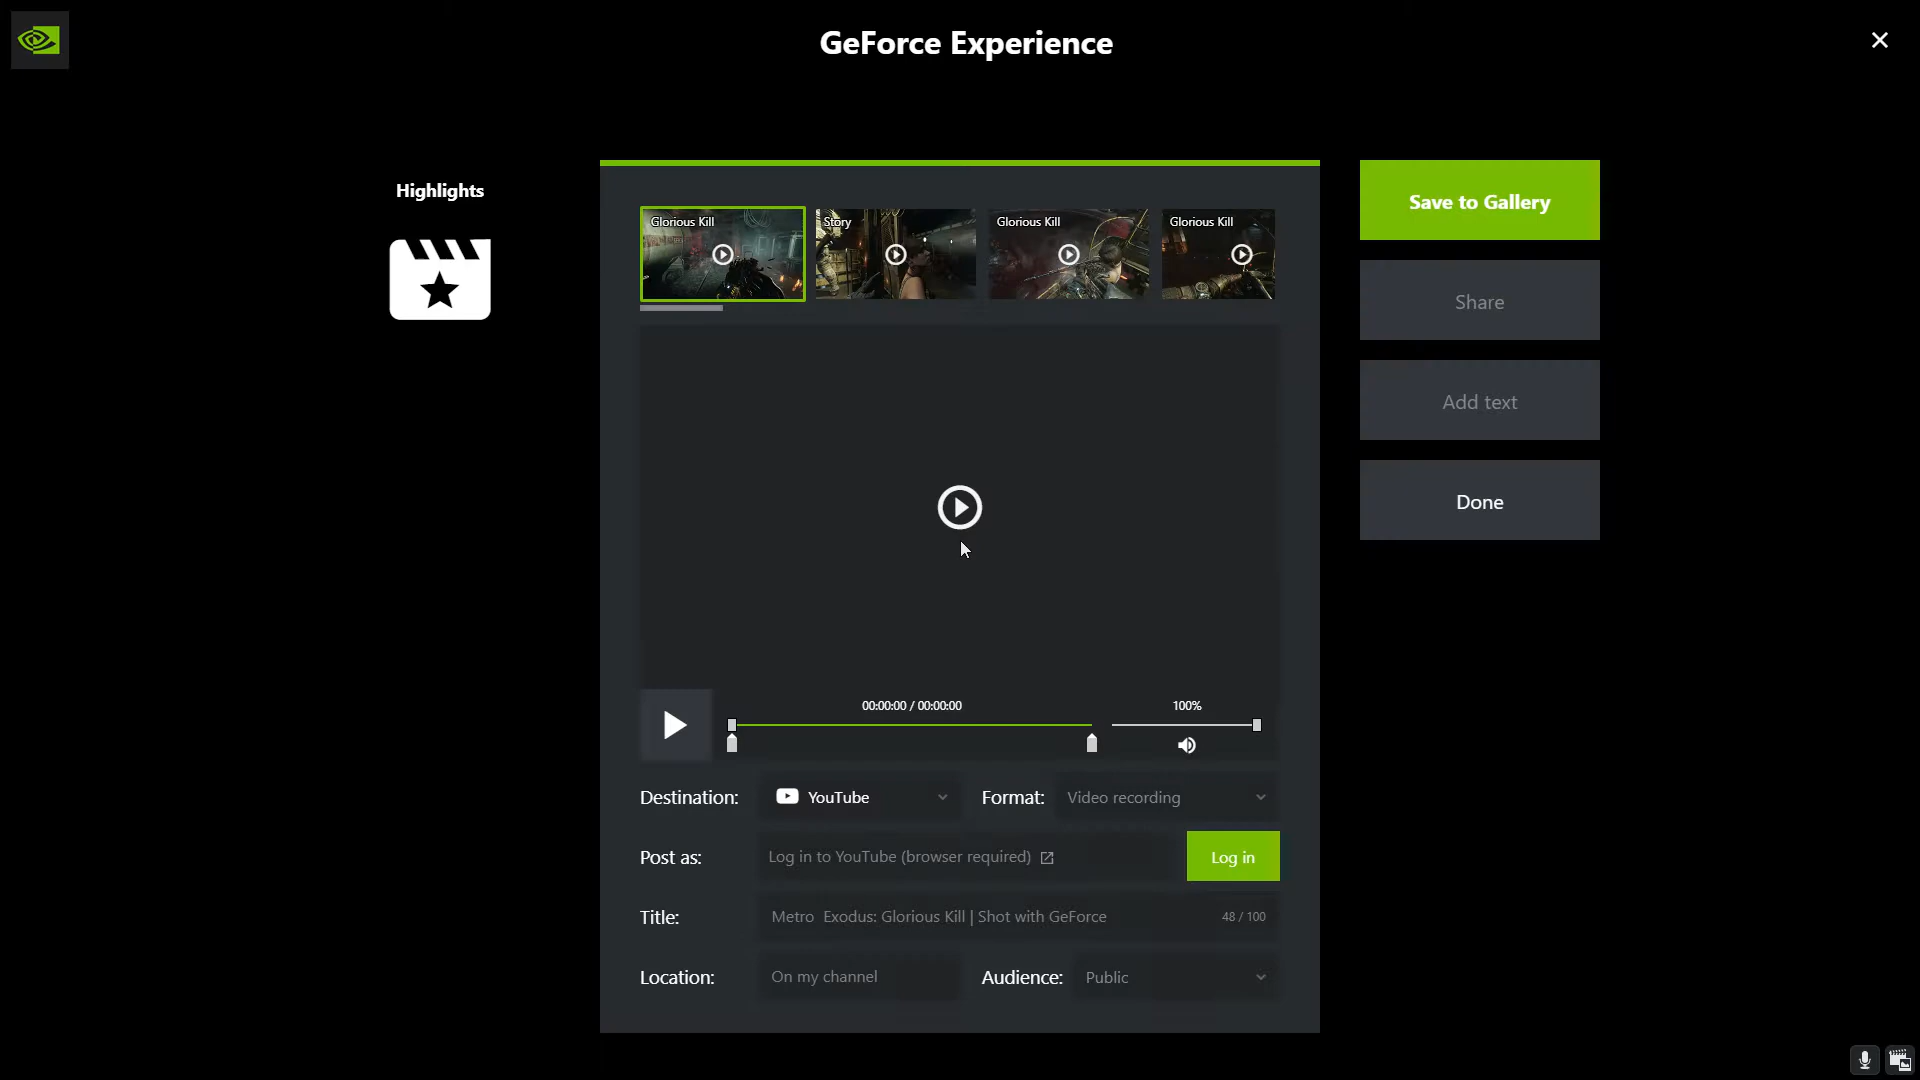 GeForce Experience
Highlights
Glorious Kill
Story
Glorious Kill
Glorious Kill
Save to Gallery
Share
Add text
Done
00:00:00 / 00:00:00
100%
Destination: YouTube Format: Video recording
Post as: Log in to YouTube (browser required) Log in
Title: Metro  Exodus: Glorious Kill | Shot with GeForce 48 / 100
Location: On my channel Audience: Public